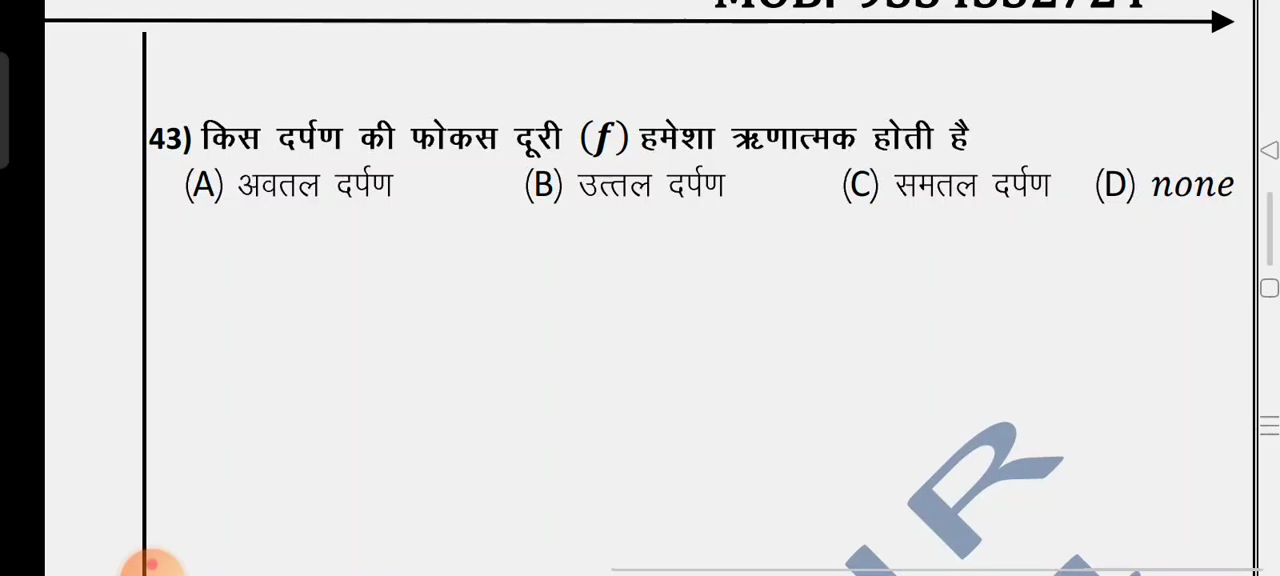 43) किस दर्पण की फोकस दूरी (f) हमेशा ऋणात्मक होती है
(A) अवतल दर्पण (B) उत्तल दर्पण (C) समतल दर्पण (D) none
R